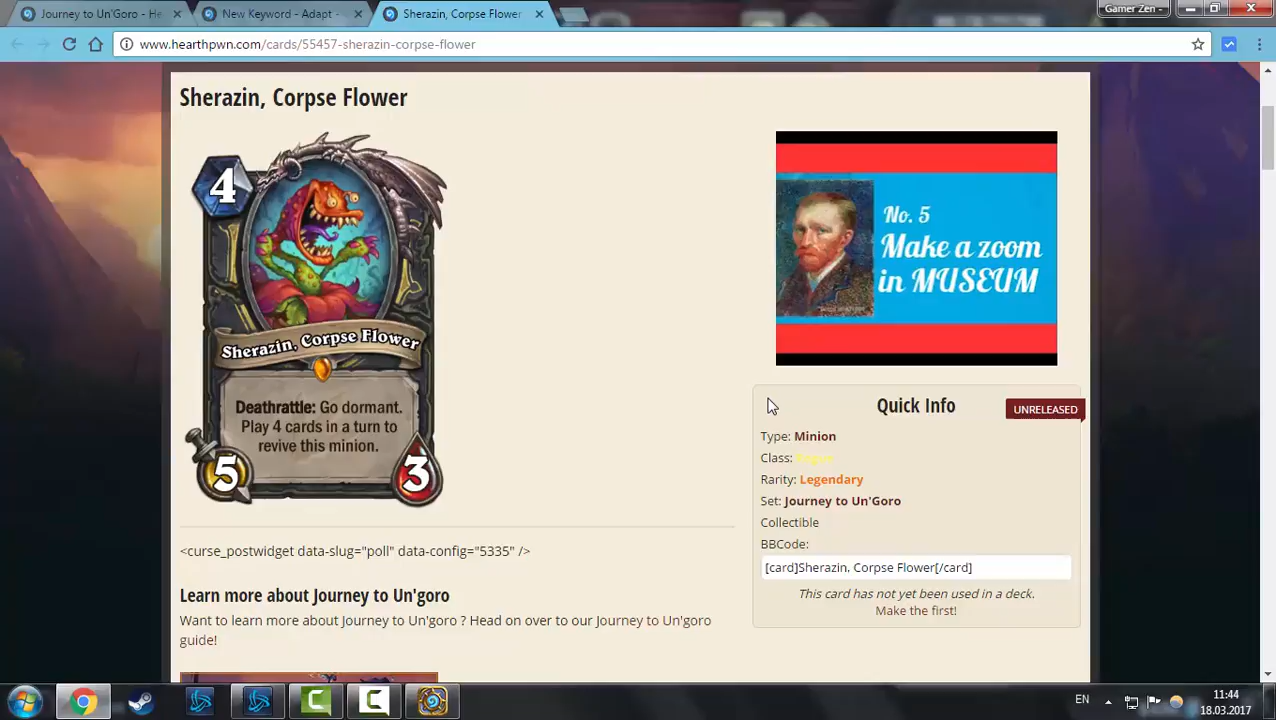 Journey to Un'Goro - He
New Keyword - Adapt -
Sherazin, Corpse Flower
Gamer Zen
www.hearthpwn.com/cards/55457-sherazin-corpse-flower
Sherazin, Corpse Flower
4
Sherazin, Corpse Flower
Deathrattle: Go dormant.
Play 4 cards in a turn to
revive this minion.
5
3
No. 5
Make a zoom
in MUSEUM
Quick Info
UNRELEASED
Type: Minion
Class: Rogue
Rarity: Legendary
Set: Journey to Un'Goro
Collectible
BBCode:
[card]Sherazin, Corpse Flower[/card]
This card has not yet been used in a deck.
Make the first!
<curse_postwidget data-slug="poll" data-config="5335" />
Learn more about Journey to Un'goro
Want to learn more about Journey to Un'goro ? Head on over to our Journey to Un'goro
guide!
EN
11:44
18.03.2017